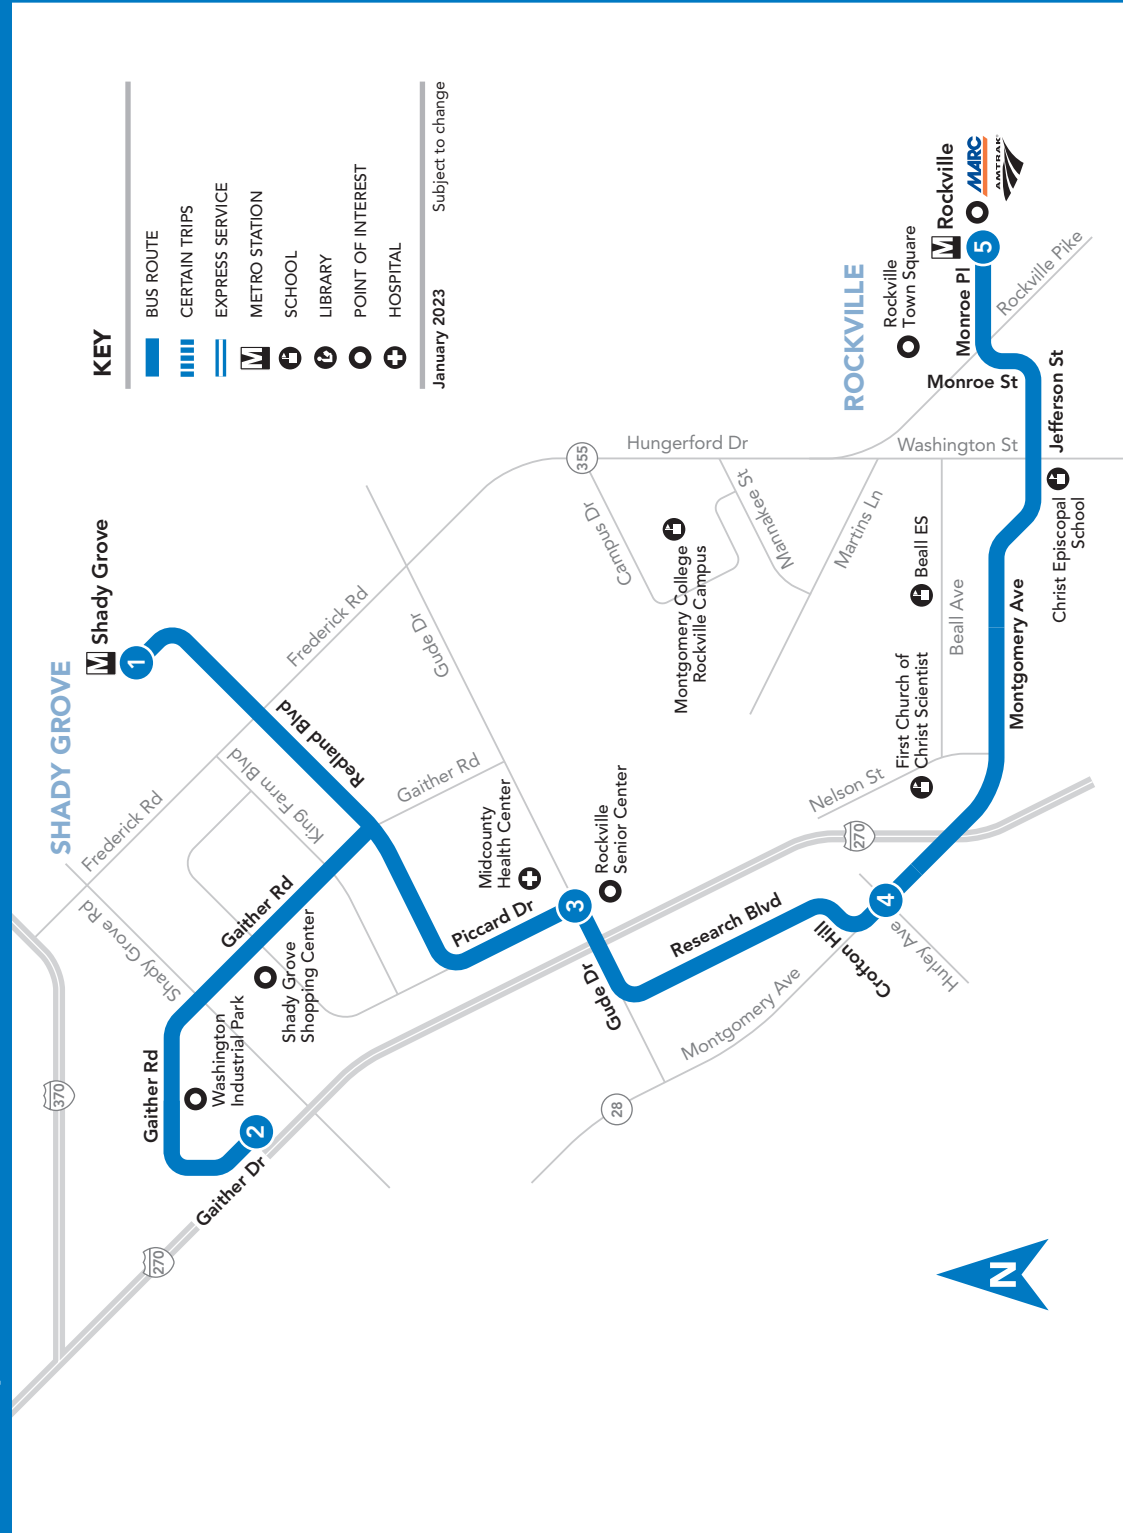 KEY
BUS ROUTE
CERTAIN TRIPS
EXPRESS SERVICE
M
METRO STATION
SCHOOL
LIBRARY
POINT OF INTEREST
HOSPITAL
January 2023
Subject to change
SHADY GROVE
M Shady Grove
1
Frederick Rd
Frederick Rd
Shady Grove Rd
King Farm Blvd
Redland Blvd
Gaither Rd
Gaither Rd
Gaither Rd
Gaither Dr
Washington
Industrial Park
Shady Grove
Shopping Center
2
370
270
Gude Dr
Midcounty
Health Center
Piccard Dr
3
Rockville
Senior Center
Gude Dr
Research Blvd
Crofton Hill
Montgomery Ave
28
Hurley Ave
4
270
Nelson St
355
Hungerford Dr
Campus Dr
Montgomery College
Rockville Campus
Mannakee St
Martins Ln
First Church of
Christ Scientist
Beall ES
Beall Ave
Montgomery Ave
Washington St
Christ Episcopal
School
Jefferson St
Monroe St
Monroe Pl
ROCKVILLE
Rockville
Town Square
M Rockville
5
MARC
AMTRAK
Rockville Pike
N